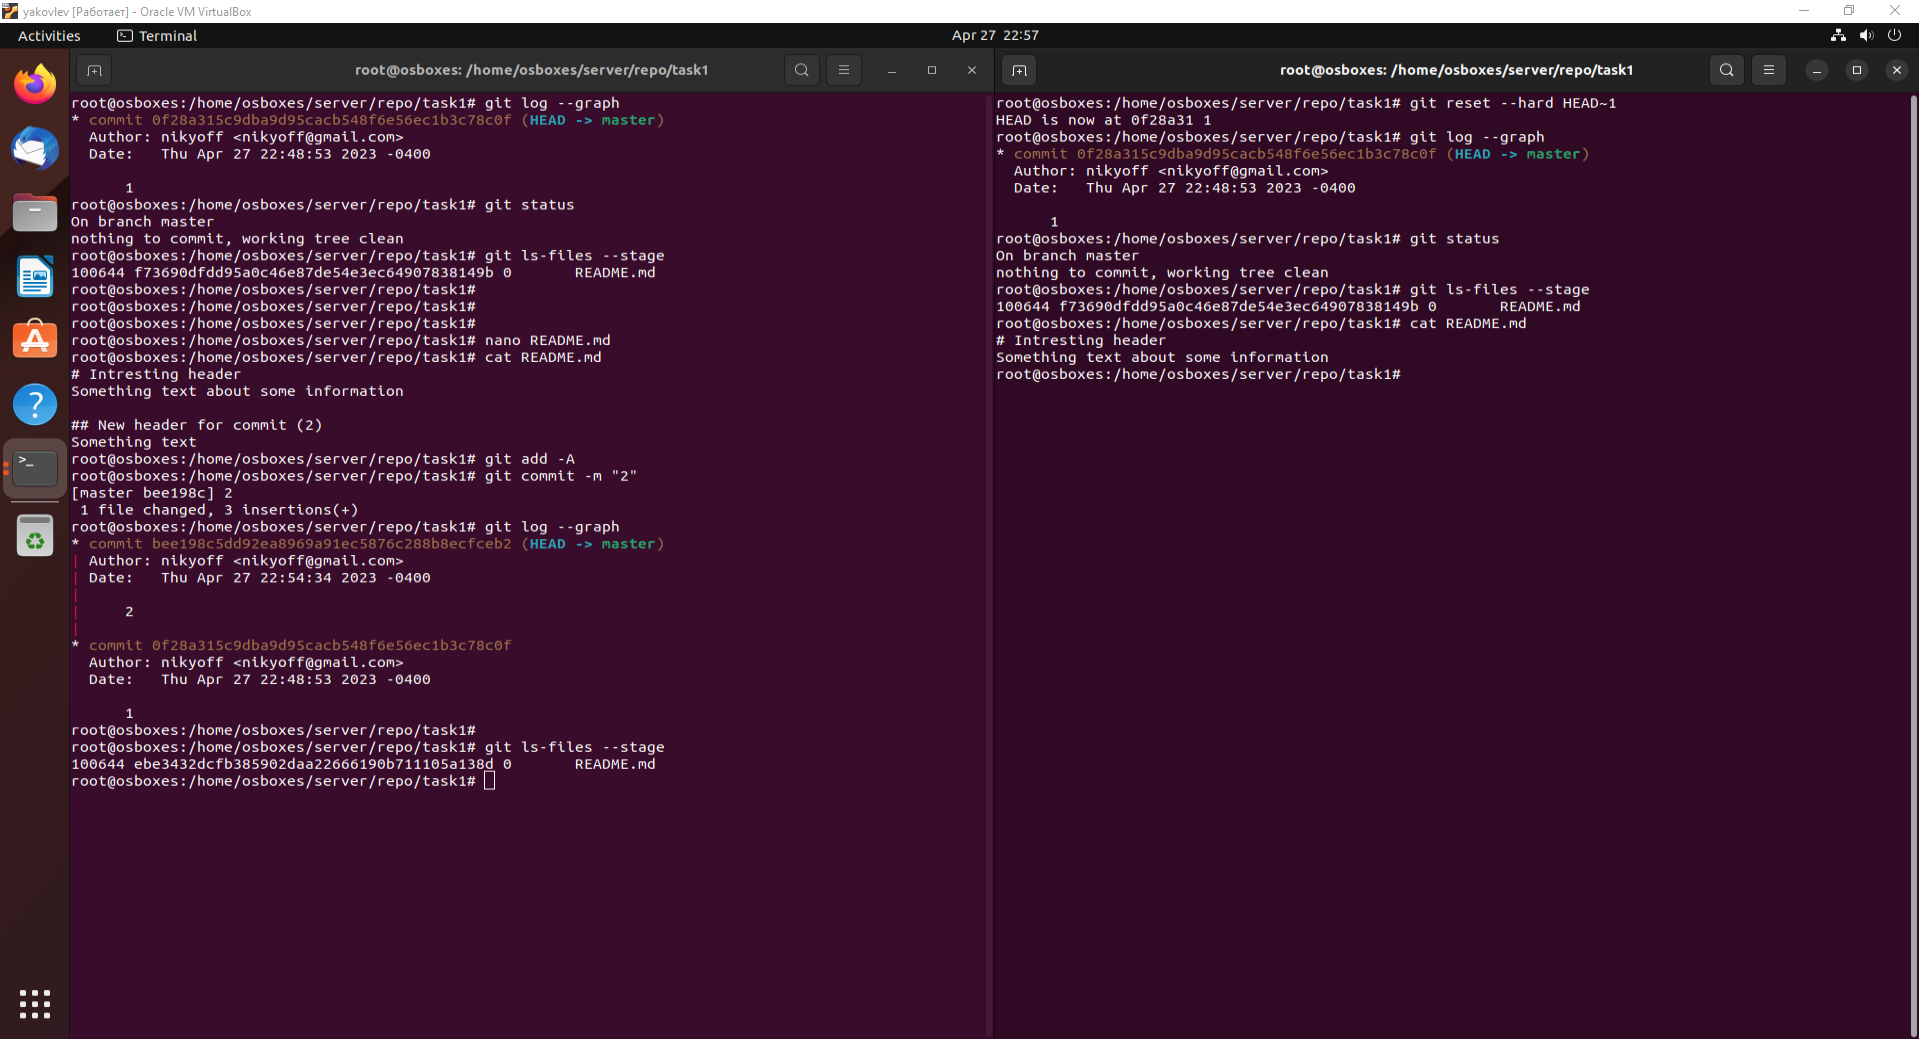 yakovlev [Работает] - Oracle VM VirtualBox
Activities Terminal Apr 27 22:57
root@osboxes: /home/osboxes/server/repo/task1
root@osboxes:/home/osboxes/server/repo/task1# git log --graph
* commit 0f28a315c9dba9d95cacb548f6e56ec1b3c78c0f (HEAD -> master)
Author: nikyoff <nikyoff@gmail.com>
Date: Thu Apr 27 22:48:53 2023 -0400
1
root@osboxes:/home/osboxes/server/repo/task1# git status
On branch master
nothing to commit, working tree clean
root@osboxes:/home/osboxes/server/repo/task1# git ls-files --stage
100644 f73690dfdd95a0c46e87de54e3ec64907838149b 0 README.md
root@osboxes:/home/osboxes/server/repo/task1#
root@osboxes:/home/osboxes/server/repo/task1#
root@osboxes:/home/osboxes/server/repo/task1#
root@osboxes:/home/osboxes/server/repo/task1# nano README.md
root@osboxes:/home/osboxes/server/repo/task1# cat README.md
# Intresting header
Something text about some information
## New header for commit (2)
Something text
root@osboxes:/home/osboxes/server/repo/task1# git add -A
root@osboxes:/home/osboxes/server/repo/task1# git commit -m "2"
[master bee198c] 2
1 file changed, 3 insertions(+)
root@osboxes:/home/osboxes/server/repo/task1# git log --graph
* commit bee198c5dd92ea8969a91ec5876c288b8ecfceb2 (HEAD -> master)
| Author: nikyoff <nikyoff@gmail.com>
| Date: Thu Apr 27 22:54:34 2023 -0400
|
| 2
|
* commit 0f28a315c9dba9d95cacb548f6e56ec1b3c78c0f
Author: nikyoff <nikyoff@gmail.com>
Date: Thu Apr 27 22:48:53 2023 -0400
1
root@osboxes:/home/osboxes/server/repo/task1#
root@osboxes:/home/osboxes/server/repo/task1# git ls-files --stage
100644 ebe3432dcfb385902daa22666190b711105a138d 0 README.md
root@osboxes:/home/osboxes/server/repo/task1#
root@osboxes: /home/osboxes/server/repo/task1
root@osboxes:/home/osboxes/server/repo/task1# git reset --hard HEAD~1
HEAD is now at 0f28a31 1
root@osboxes:/home/osboxes/server/repo/task1# git log --graph
* commit 0f28a315c9dba9d95cacb548f6e56ec1b3c78c0f (HEAD -> master)
Author: nikyoff <nikyoff@gmail.com>
Date: Thu Apr 27 22:48:53 2023 -0400
1
root@osboxes:/home/osboxes/server/repo/task1# git status
On branch master
nothing to commit, working tree clean
root@osboxes:/home/osboxes/server/repo/task1# git ls-files --stage
100644 f73690dfdd95a0c46e87de54e3ec64907838149b 0 README.md
root@osboxes:/home/osboxes/server/repo/task1# cat README.md
# Intresting header
Something text about some information
root@osboxes:/home/osboxes/server/repo/task1#